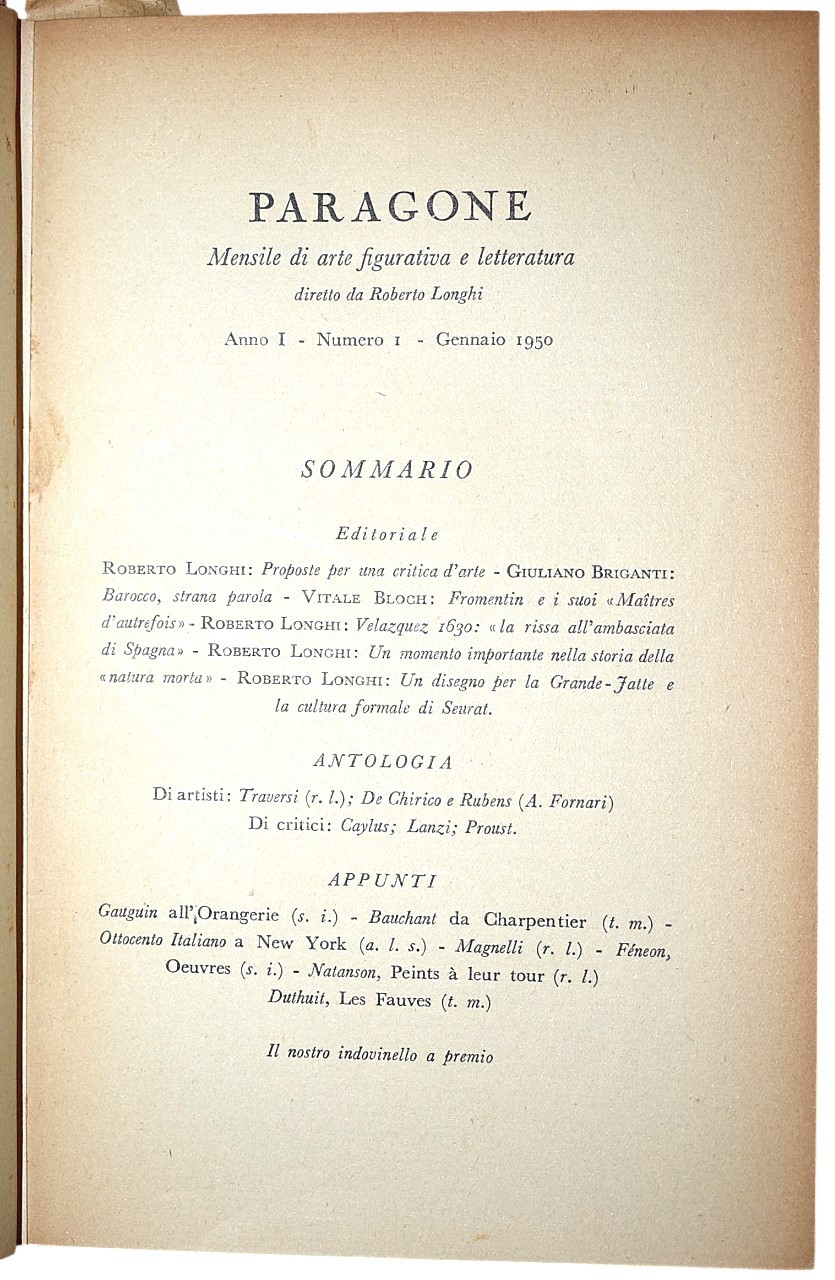 PARAGONE
Mensile di arte figurativa e letteratura
diretto da Roberto Longhi
Anno I - Numero 1 - Gennaio 1950
SOMMARIO
Editoriale
ROBERTO LONGHI: Proposte per una critica d'arte - GIULIANO BRIGANTI:
Barocco, strana parola - VITALE BLOCH: Fromentin e i suoi «Maîtres
d'autrefois» - ROBERTO LONGHI: Velazquez 1630: «la rissa all'ambasciata
di Spagna» - ROBERTO LONGHI: Un momento importante nella storia della
«natura morta» - ROBERTO LONGHI: Un disegno per la Grande-Jatte e
la cultura formale di Seurat.
ANTOLOGIA
Di artisti: Traversi (r. l.); De Chirico e Rubens (A. Fornari)
Di critici: Caylus; Lanzi; Proust.
APPUNTI
Gauguin all'Orangerie (s. i.) - Bauchant da Charpentier (t. m.) -
Ottocento Italiano a New York (a. l. s.) - Magnelli (r. l.) - Féneon,
Oeuvres (s. i.) - Natanson, Peints à leur tour (r. l.)
Duthuit, Les Fauves (t. m.)
Il nostro indovinello a premio